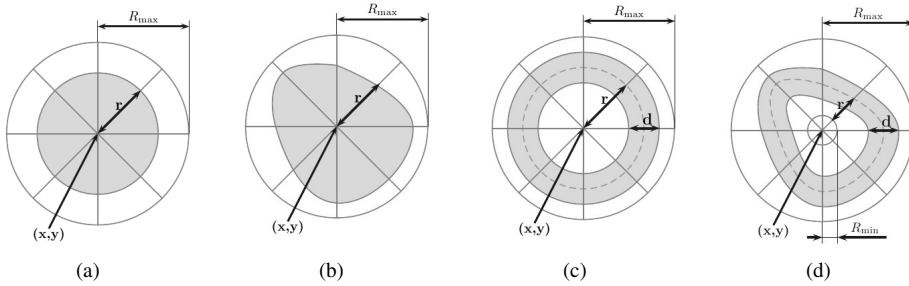 R_max
r
(x,y)
(a)
R_max
r
(x,y)
(b)
R_max
r
d
(x,y)
(c)
R_max
r
d
(x,y)
R_min
(d)